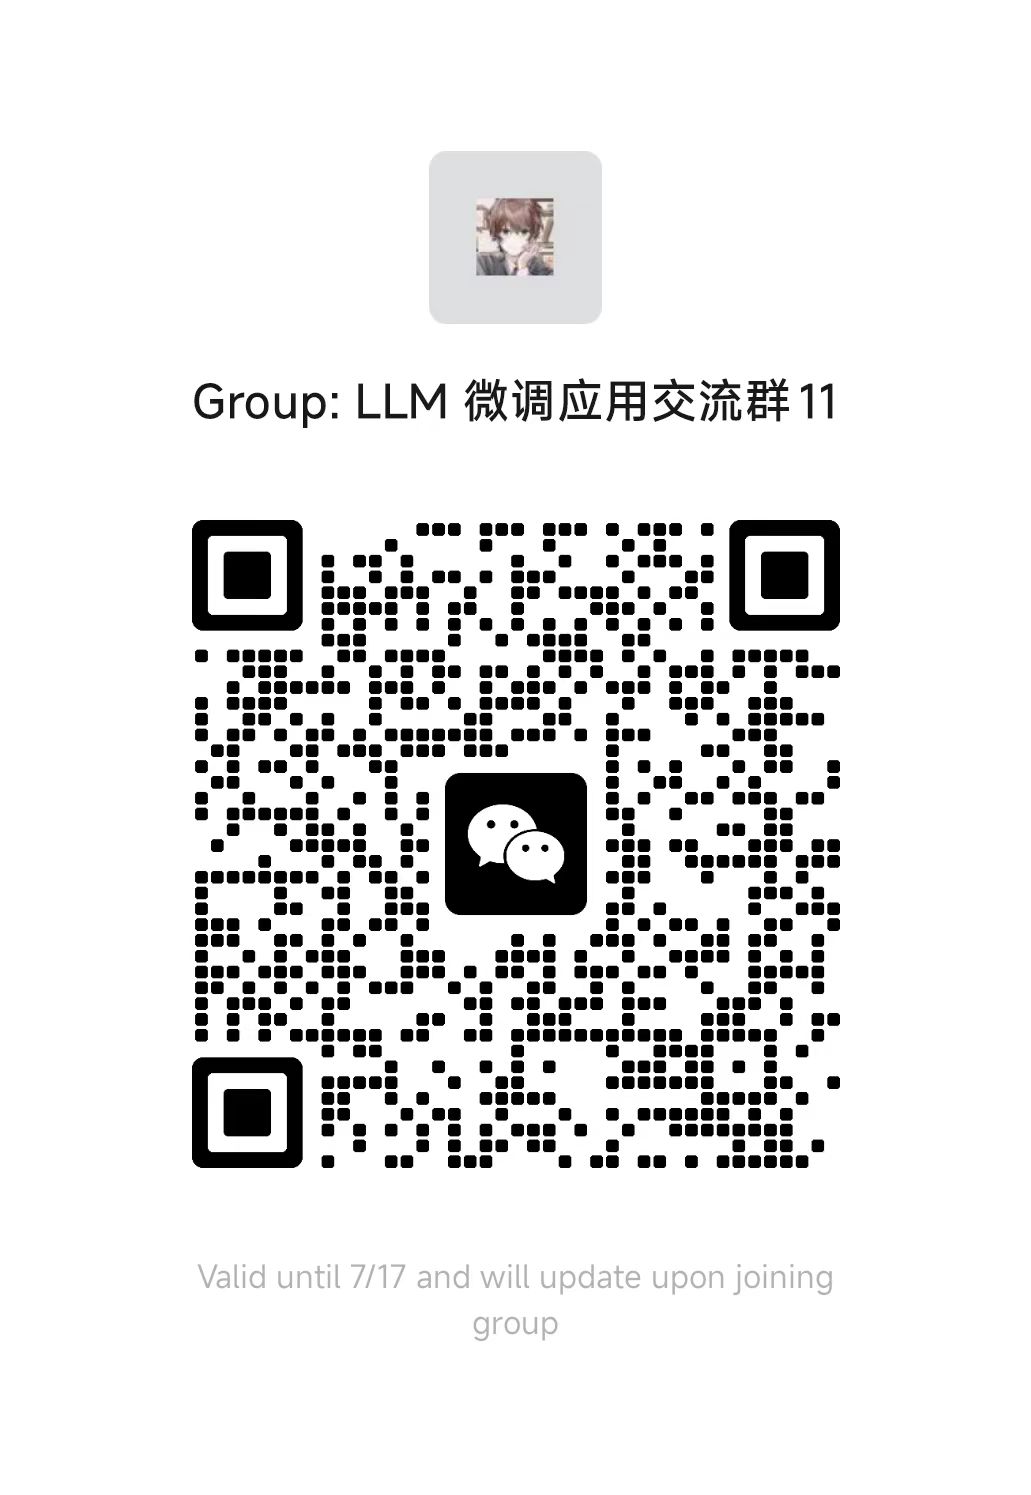 Group: LLM 微调应用交流群11
Valid until 7/17 and will update upon joining
group